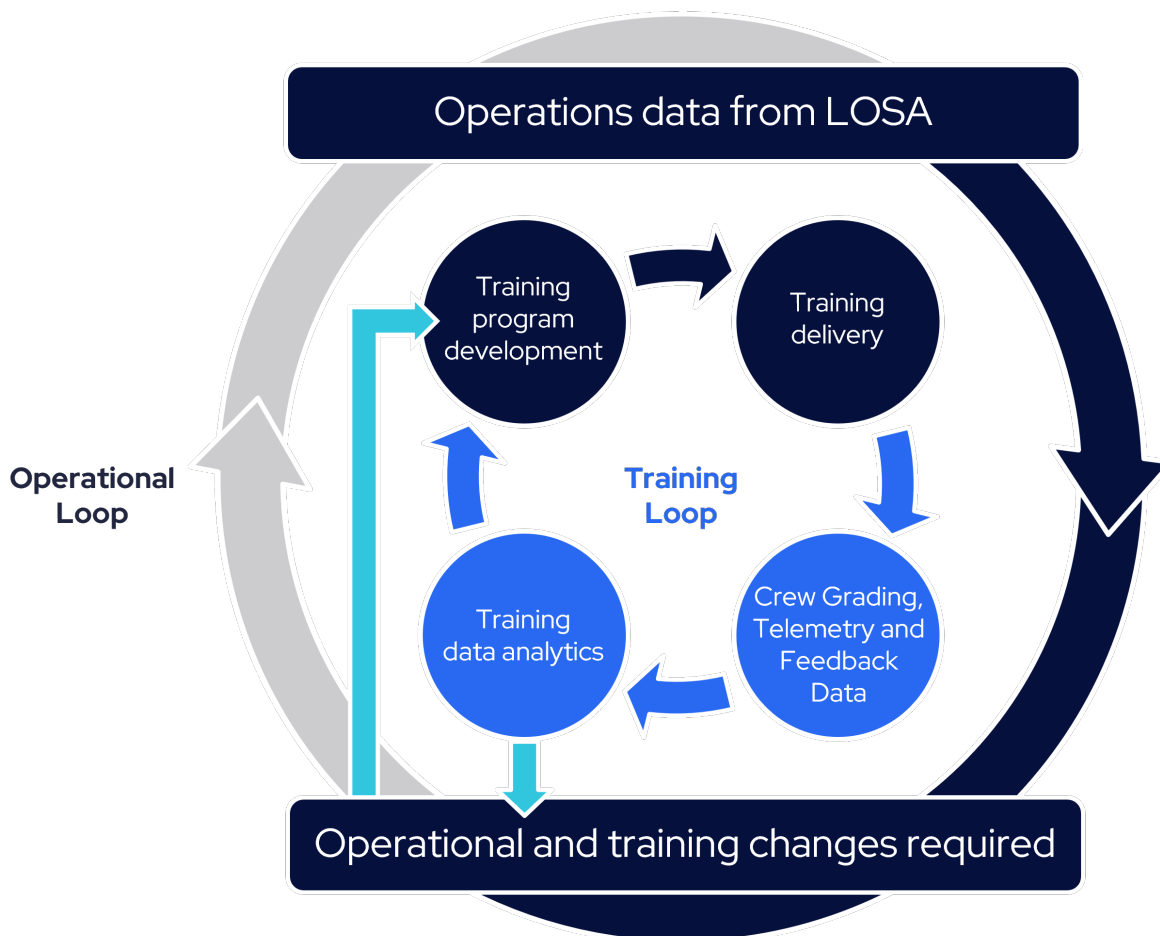 Operations data from LOSA
Training
program
development
Training
delivery
Operational
Loop
Training
Loop
Training
data analytics
Crew Grading,
Telemetry and
Feedback
Data
Operational and training changes required